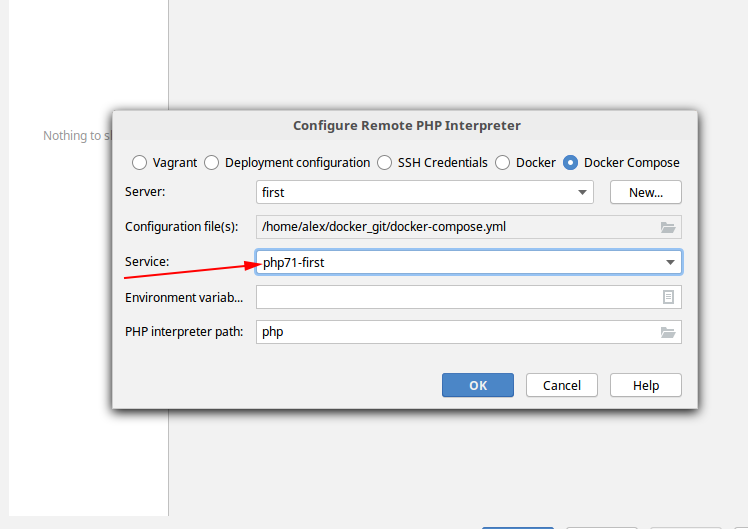 Nothing to s
Configure Remote PHP Interpreter
Vagrant Deployment configuration SSH Credentials Docker Docker Compose
Server: first New...
Configuration file(s): /home/alex/docker_git/docker-compose.yml
Service: php71-first
Environment variab...
PHP interpreter path: php
OK Cancel Help